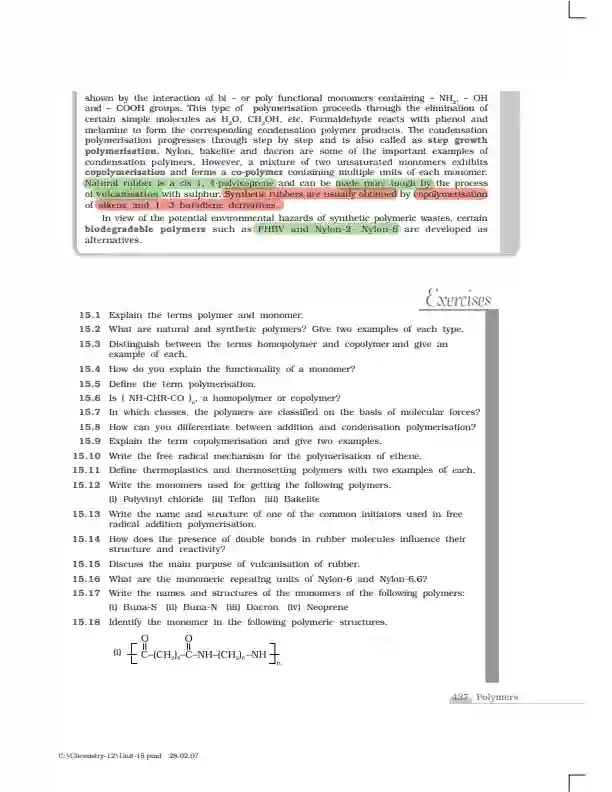 shown by the interaction of bi – or poly functional monomers containing – NH₂, – OH
and – COOH groups. This type of polymerisation proceeds through the elimination of
certain simple molecules as H₂O, CH₃OH, etc. Formaldehyde reacts with phenol and
melamine to form the corresponding condensation polymer products. The condensation
polymerisation progresses through step by step and is also called as step growth
polymerisation. Nylon, bakelite and dacron are some of the important examples of
condensation polymers. However, a mixture of two unsaturated monomers exhibits
copolymerisation and forms a co-polymer containing multiple units of each monomer.
Natural rubber is a cis 1, 4-polyisoprene and can be made more tough by the process
of vulcanisation with sulphur. Synthetic rubbers are usually obtained by copolymerisation
of alkene and 1, 3 butadiene derivatives.
In view of the potential environmental hazards of synthetic polymeric wastes, certain
biodegradable polymers such as PHBV and Nylon-2- Nylon-6 are developed as
alternatives.
Exercises
15.1 Explain the terms polymer and monomer.
15.2 What are natural and synthetic polymers? Give two examples of each type.
15.3 Distinguish between the terms homopolymer and copolymer and give an
example of each.
15.4 How do you explain the functionality of a monomer?
15.5 Define the term polymerisation.
15.6 Is ( NH-CHR-CO )ₙ, a homopolymer or copolymer?
15.7 In which classes, the polymers are classified on the basis of molecular forces?
15.8 How can you differentiate between addition and condensation polymerisation?
15.9 Explain the term copolymerisation and give two examples.
15.10 Write the free radical mechanism for the polymerisation of ethene.
15.11 Define thermoplastics and thermosetting polymers with two examples of each.
15.12 Write the monomers used for getting the following polymers.
(i) Polyvinyl chloride (ii) Teflon (iii) Bakelite
15.13 Write the name and structure of one of the common initiators used in free
radical addition polymerisation.
15.14 How does the presence of double bonds in rubber molecules influence their
structure and reactivity?
15.15 Discuss the main purpose of vulcanisation of rubber.
15.16 What are the monomeric repeating units of Nylon-6 and Nylon-6,6?
15.17 Write the names and structures of the monomers of the following polymers:
(i) Buna-S (ii) Buna-N (iii) Dacron (iv) Neoprene
15.18 Identify the monomer in the following polymeric structures.
O O
(i) [C–(CH₂)₈–C–NH–(CH₂)₆–NH]ₙ
437 Polymers
C:\Chemistry-12\Unit-15.pmd 28.02.07